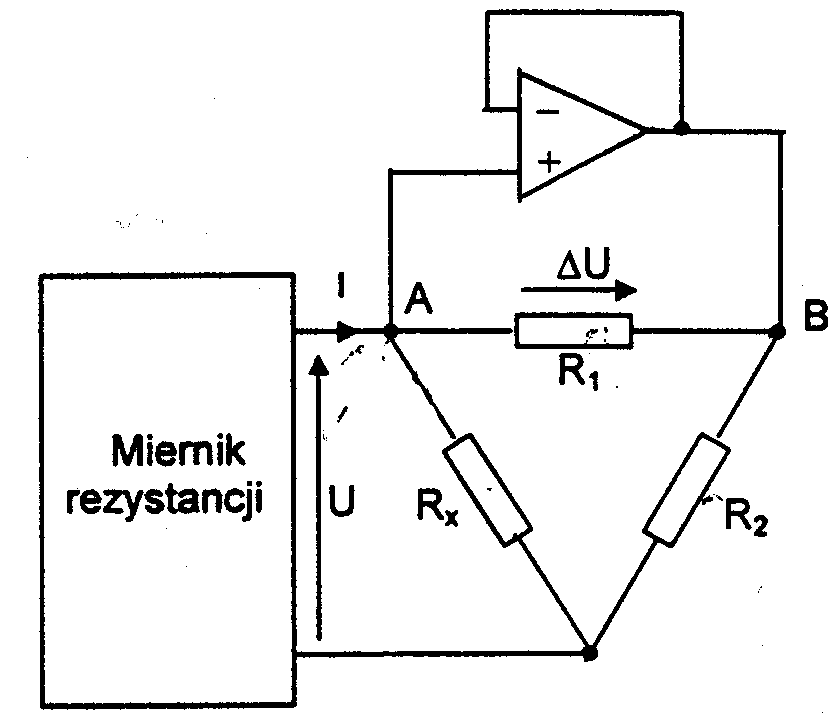 −
+
ΔU
I
A
B
R₁
Miernik
rezystancji
U
Rₓ
R₂